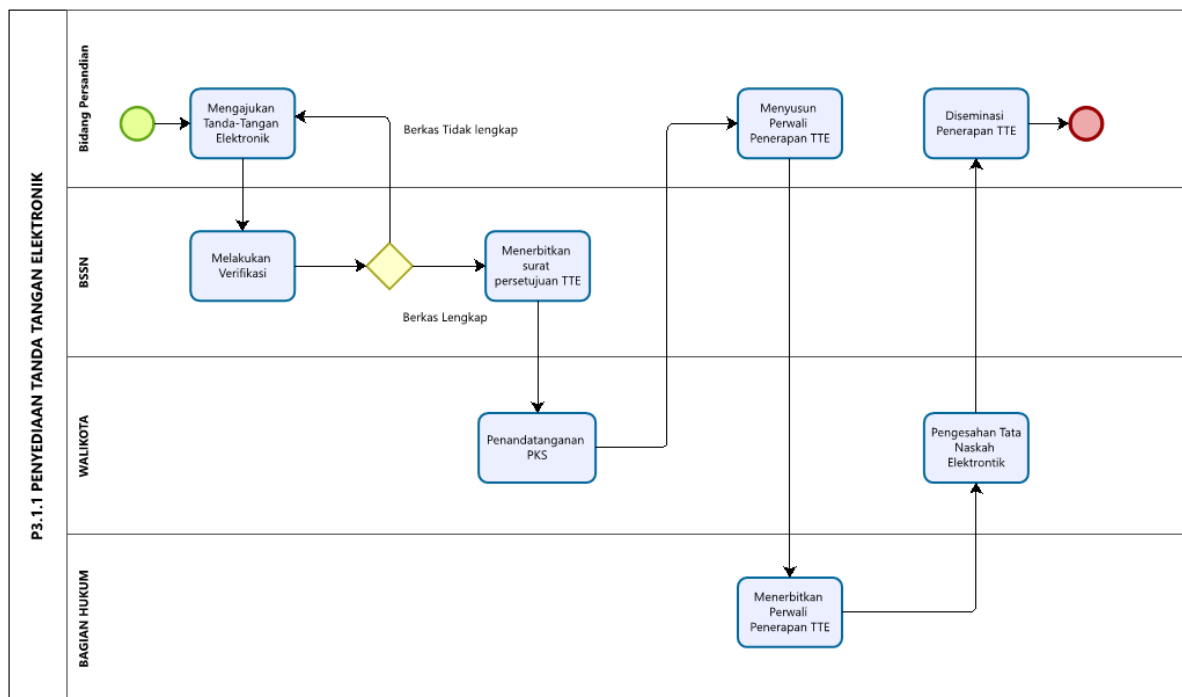 P3.1.1 PENYEDIAAN TANDA TANGAN ELEKTRONIK
Bidang Persandian
Mengajukan
Tanda-Tangan
Elektronik
Berkas Tidak lengkap
Menyusun
Perwali
Penerapan TTE
Diseminasi
Penerapan TTE
BSSN
Melakukan
Verifikasi
Menerbitkan
surat
persetujuan TTE
Berkas Lengkap
WALIKOTA
Penandatanganan
PKS
Pengesahan Tata
Naskah
Elektrontik
BAGIAN HUKUM
Menerbitkan
Perwali
Penerapan TTE